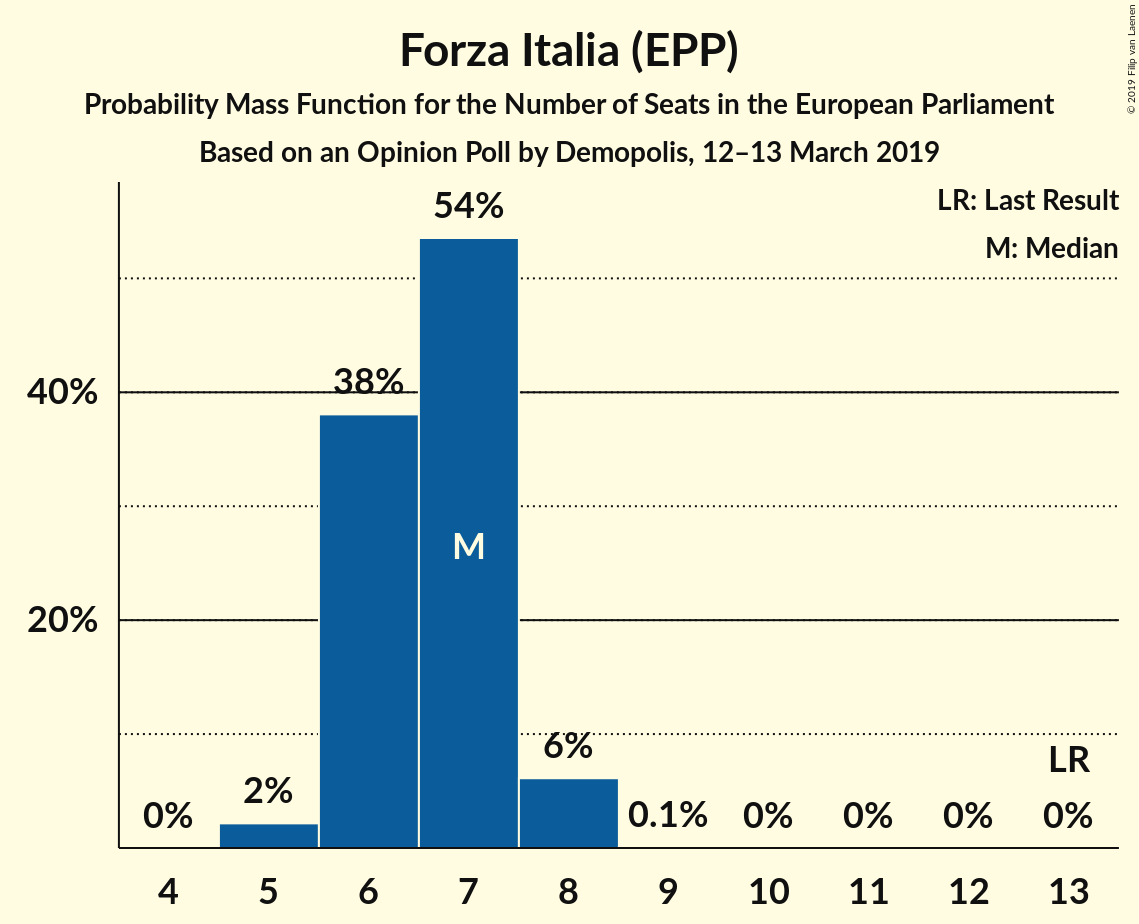 Forza Italia (EPP)
Probability Mass Function for the Number of Seats in the European Parliament
Based on an Opinion Poll by Demopolis, 12–13 March 2019
© 2019 Filip van Laenen
LR: Last Result
M: Median
54%
40%
38%
M
20%
6%
LR
0%
2%
0.1%
0%
0%
0%
0%
4
5
6
7
8
9
10
11
12
13